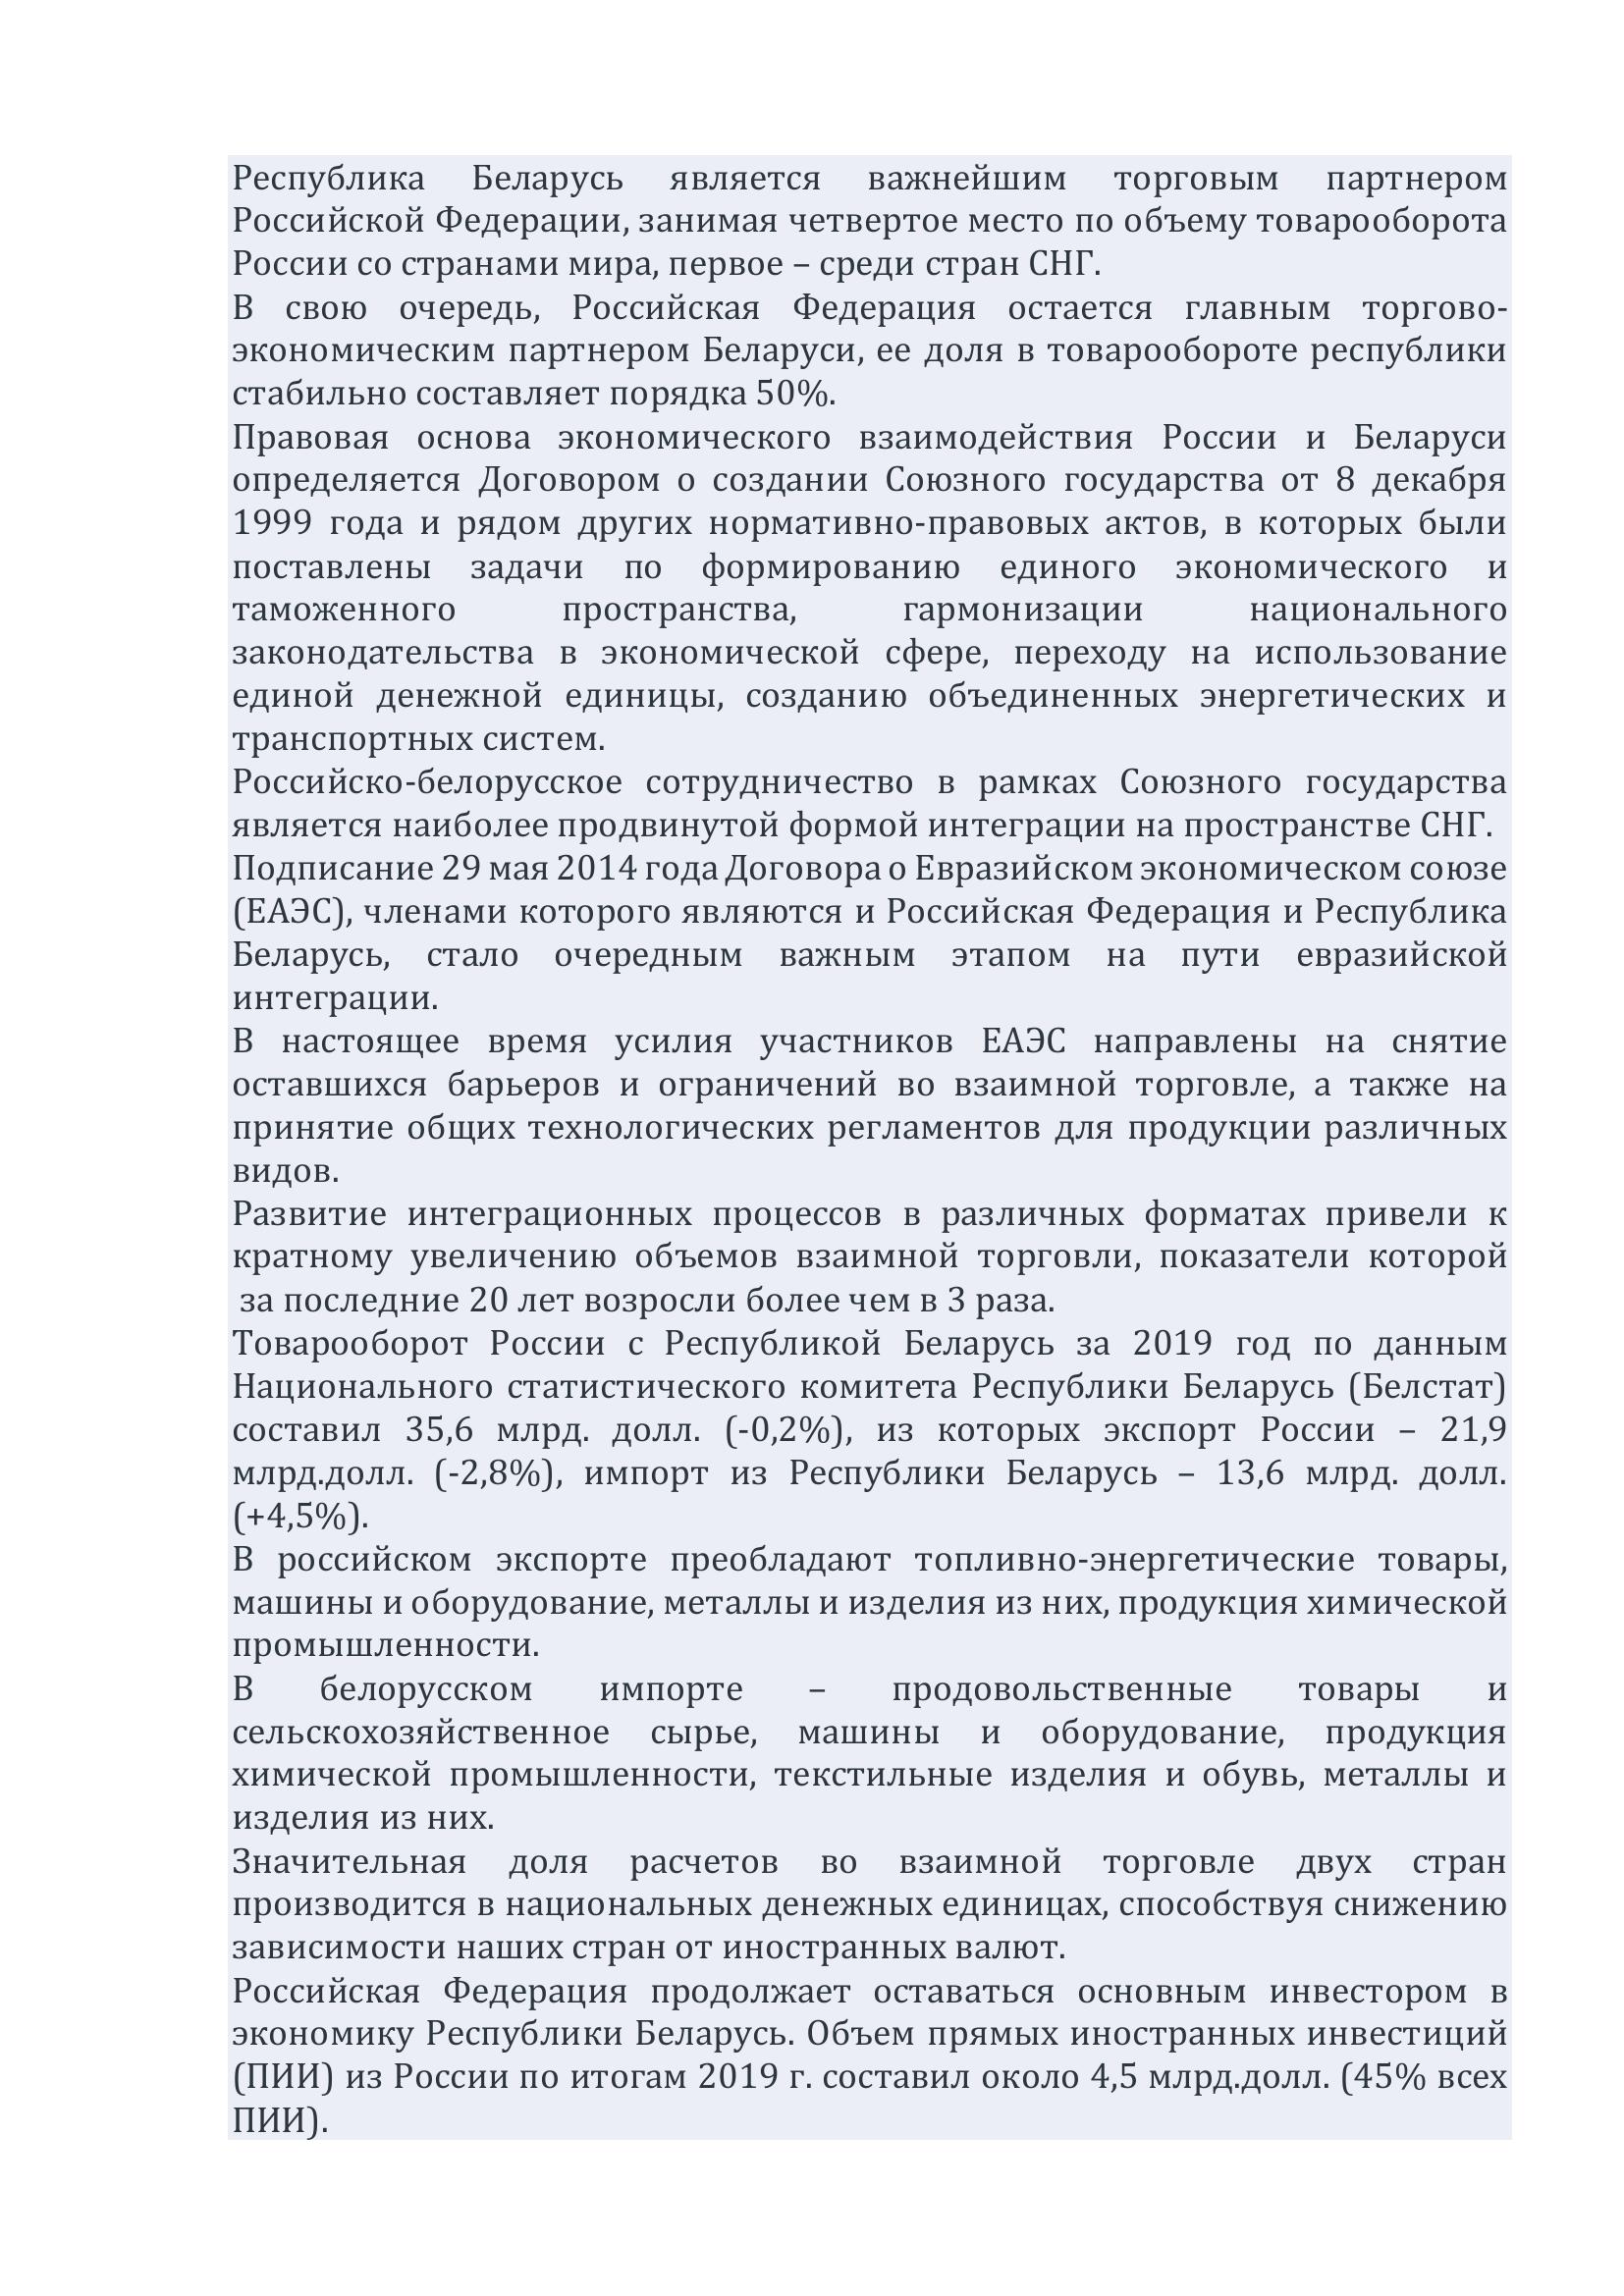 Республика Беларусь является важнейшим торговым партнером
Российской Федерации, занимая четвертое место по объему товарооборота
России со странами мира, первое – среди стран СНГ.
В свою очередь, Российская Федерация остается главным торгово-
экономическим партнером Беларуси, ее доля в товарообороте республики
стабильно составляет порядка 50%.
Правовая основа экономического взаимодействия России и Беларуси
определяется Договором о создании Союзного государства от 8 декабря
1999 года и рядом других нормативно-правовых актов, в которых были
поставлены задачи по формированию единого экономического и
таможенного пространства, гармонизации национального
законодательства в экономической сфере, переходу на использование
единой денежной единицы, созданию объединенных энергетических и
транспортных систем.
Российско-белорусское сотрудничество в рамках Союзного государства
является наиболее продвинутой формой интеграции на пространстве СНГ.
Подписание 29 мая 2014 года Договора о Евразийском экономическом союзе
(ЕАЭС), членами которого являются и Российская Федерация и Республика
Беларусь, стало очередным важным этапом на пути евразийской
интеграции.
В настоящее время усилия участников ЕАЭС направлены на снятие
оставшихся барьеров и ограничений во взаимной торговле, а также на
принятие общих технологических регламентов для продукции различных
видов.
Развитие интеграционных процессов в различных форматах привели к
кратному увеличению объемов взаимной торговли, показатели которой
за последние 20 лет возросли более чем в 3 раза.
Товарооборот России с Республикой Беларусь за 2019 год по данным
Национального статистического комитета Республики Беларусь (Белстат)
составил 35,6 млрд. долл. (-0,2%), из которых экспорт России – 21,9
млрд.долл. (-2,8%), импорт из Республики Беларусь – 13,6 млрд. долл.
(+4,5%).
В российском экспорте преобладают топливно-энергетические товары,
машины и оборудование, металлы и изделия из них, продукция химической
промышленности.
В белорусском импорте – продовольственные товары и
сельскохозяйственное сырье, машины и оборудование, продукция
химической промышленности, текстильные изделия и обувь, металлы и
изделия из них.
Значительная доля расчетов во взаимной торговле двух стран
производится в национальных денежных единицах, способствуя снижению
зависимости наших стран от иностранных валют.
Российская Федерация продолжает оставаться основным инвестором в
экономику Республики Беларусь. Объем прямых иностранных инвестиций
(ПИИ) из России по итогам 2019 г. составил около 4,5 млрд.долл. (45% всех
ПИИ).